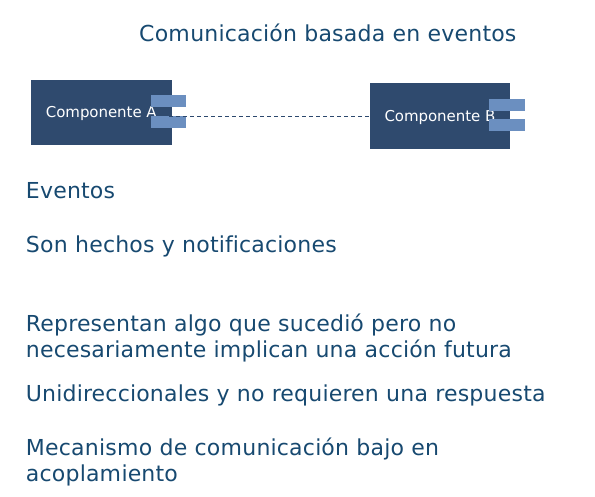 Comunicación basada en eventos
Componente A
Componente B
Eventos
Son hechos y notificaciones
Representan algo que sucedió pero no
necesariamente implican una acción futura
Unidireccionales y no requieren una respuesta
Mecanismo de comunicación bajo en
acoplamiento